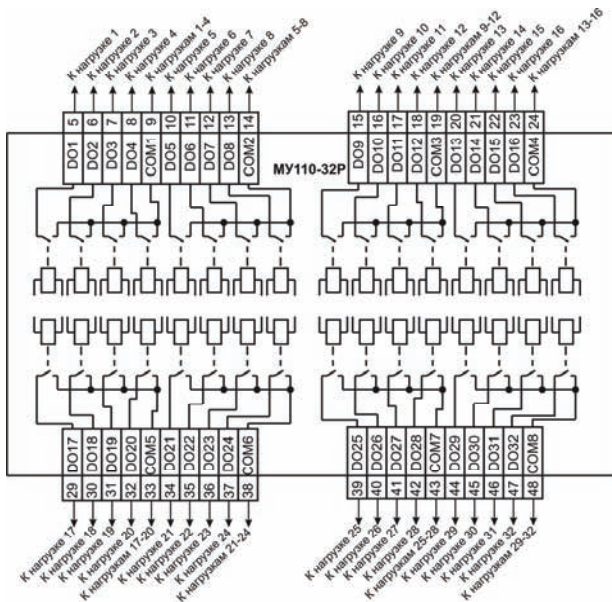 К нагрузке 1
К нагрузке 2
К нагрузке 3
К нагрузке 4
К нагрузкам 1-4
К нагрузке 5
К нагрузке 6
К нагрузке 7
К нагрузке 8
К нагрузкам 5-8
К нагрузке 9
К нагрузке 10
К нагрузке 11
К нагрузке 12
К нагрузкам 9-12
К нагрузке 13
К нагрузке 14
К нагрузке 15
К нагрузке 16
К нагрузкам 13-16
5 6 7 8 9 10 11 12 13 14
15 16 17 18 19 20 21 22 23 24
DO1 DO2 DO3 DO4 COM1 DO5 DO6 DO7 DO8 COM2
DO9 DO10 DO11 DO12 COM3 DO13 DO14 DO15 DO16 COM4
МУ110-32Р
DO17 DO18 DO19 DO20 COM5 DO21 DO22 DO23 DO24 COM6
DO25 DO26 DO27 DO28 COM7 DO29 DO30 DO31 DO32 COM8
29 30 31 32 33 34 35 36 37 38
39 40 41 42 43 44 45 46 47 48
К нагрузке 17
К нагрузке 18
К нагрузке 19
К нагрузке 20
К нагрузкам 17-20
К нагрузке 21
К нагрузке 22
К нагрузке 23
К нагрузке 24
К нагрузкам 21-24
К нагрузке 25
К нагрузке 26
К нагрузке 27
К нагрузке 28
К нагрузкам 25-28
К нагрузке 29
К нагрузке 30
К нагрузке 31
К нагрузке 32
К нагрузкам 29-32